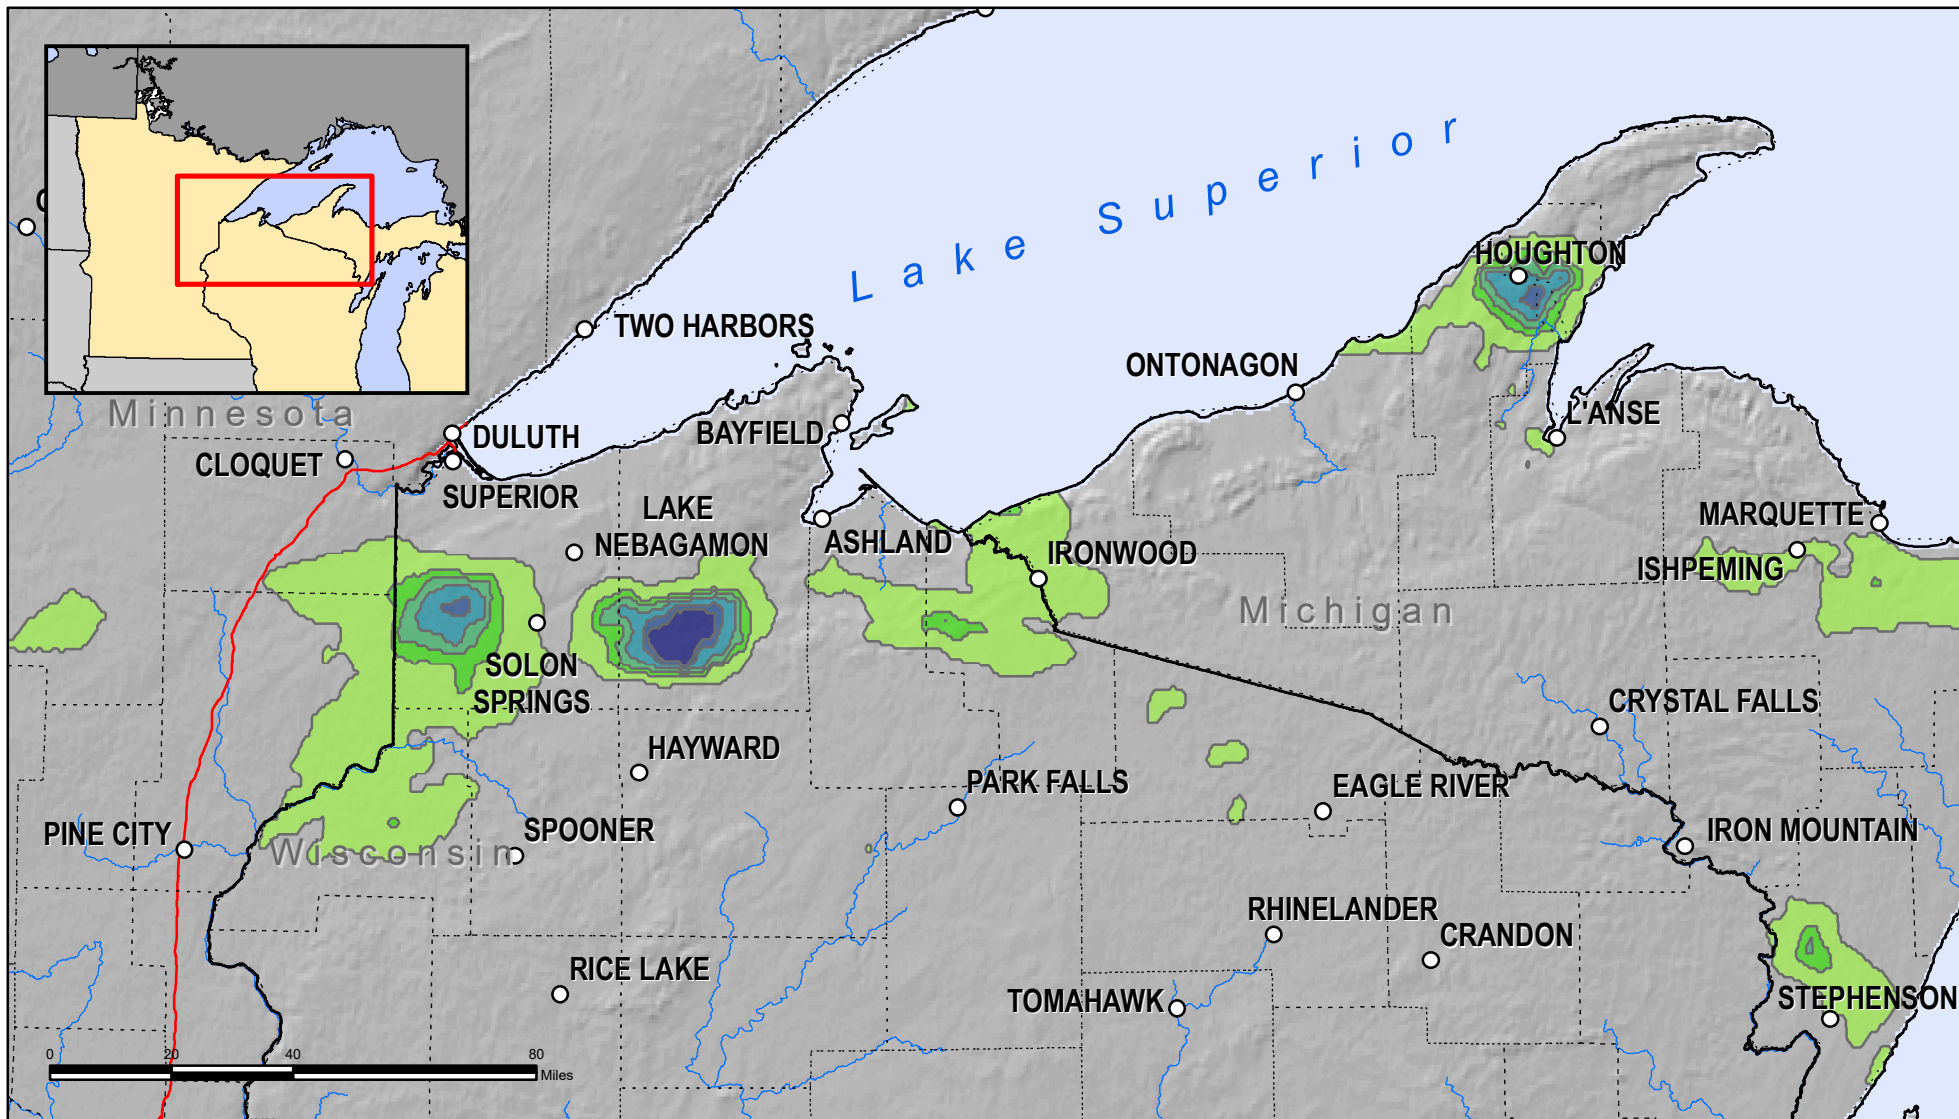 Lake Superior
HOUGHTON
TWO HARBORS
ONTONAGON
Minnesota
DULUTH
BAYFIELD
L'ANSE
CLOQUET
SUPERIOR
LAKE
NEBAGAMON
MARQUETTE
ASHLAND
IRONWOOD
ISHPEMING
Michigan
SOLON
SPRINGS
CRYSTAL FALLS
HAYWARD
PARK FALLS
EAGLE RIVER
PINE CITY
SPOONER
IRON MOUNTAIN
Wisconsin
RHINELANDER
CRANDON
RICE LAKE
TOMAHAWK
STEPHENSON
0 20 40 80
Miles